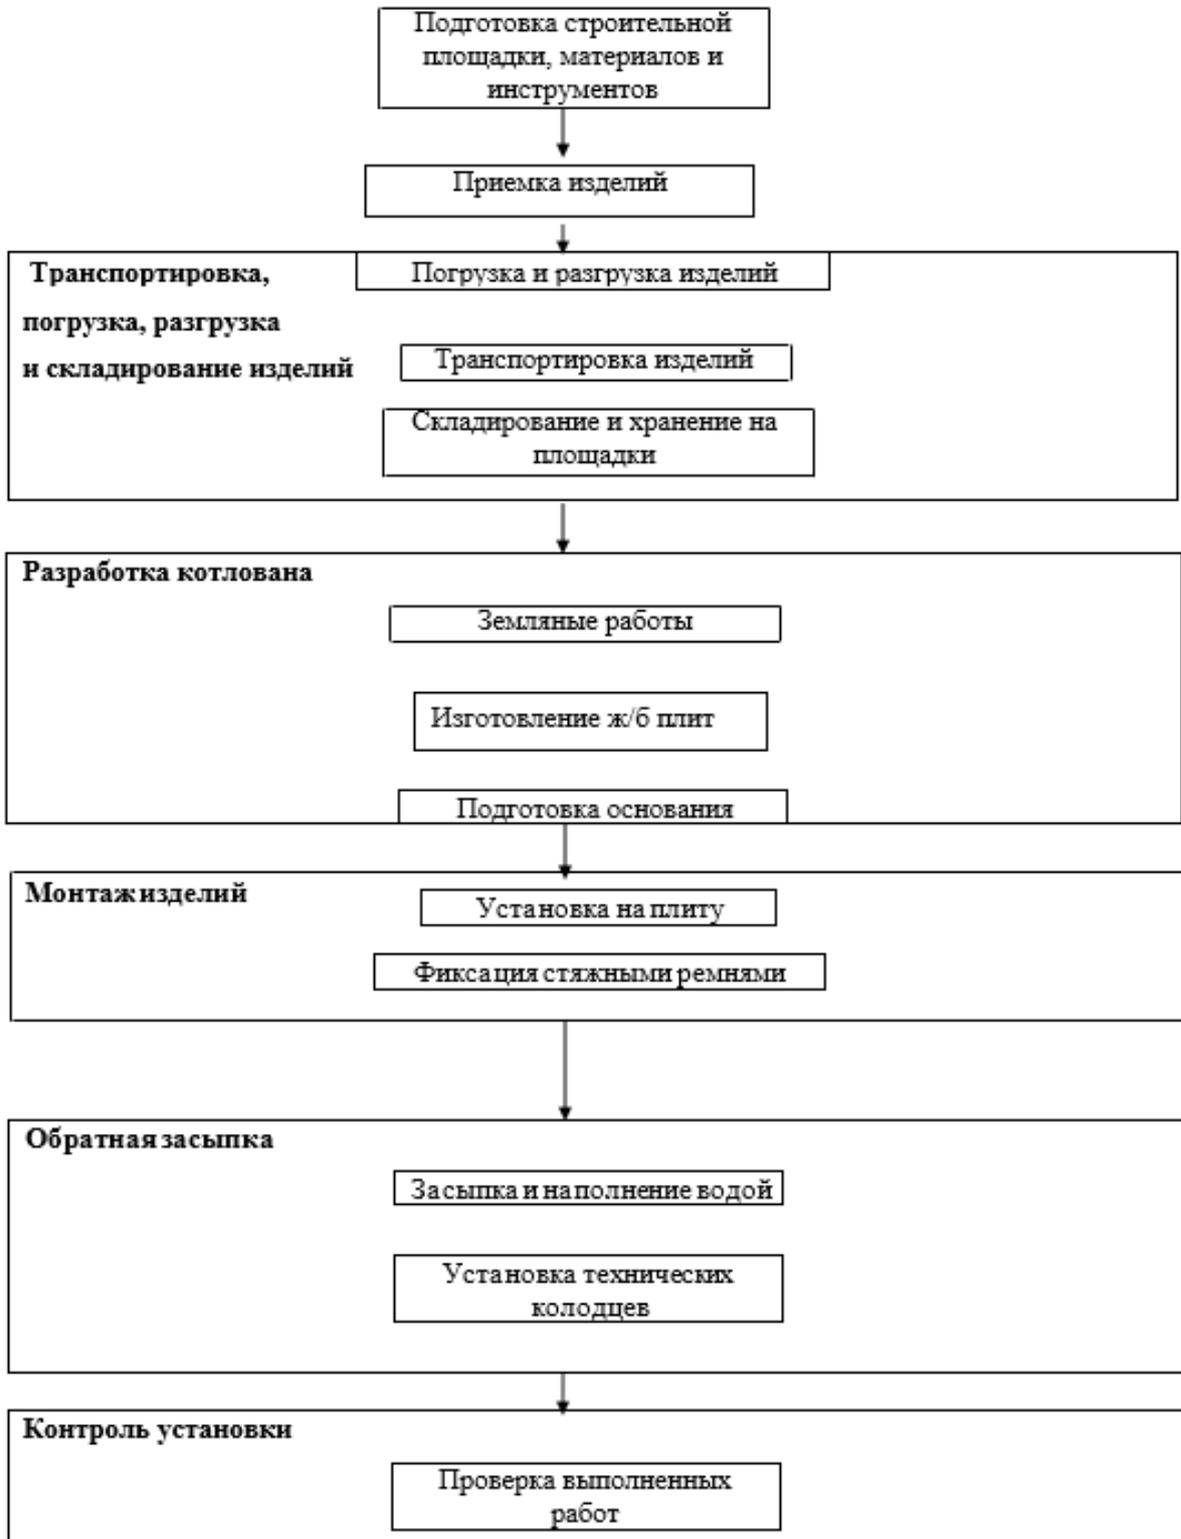 Подготовка строительной
площадки, материалов и
инструментов
Приемка изделий
Транспортировка,
погрузка, разгрузка
и складирование изделий
Погрузка и разгрузка изделий
Транспортировка изделий
Складирование и хранение на
площадки
Разработка котлована
Земляные работы
Изготовление ж/б плит
Подготовка основания
Монтаж изделий
Установка на плиту
Фиксация стяжными ремнями
Обратная засыпка
Засыпка и наполнение водой
Установка технических
колодцев
Контроль установки
Проверка выполненных
работ